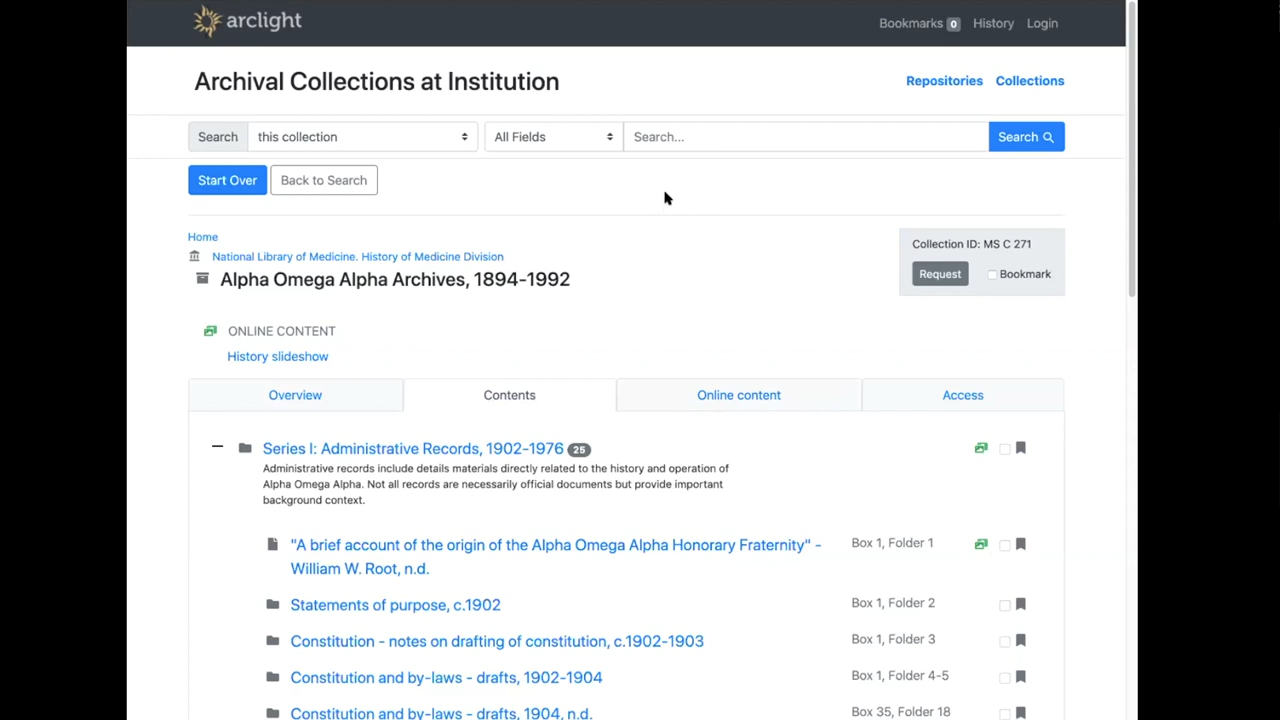 arclight
Bookmarks 0 History Login
Archival Collections at Institution
Repositories Collections
Search this collection All Fields Search... Search
Start Over Back to Search
Home
National Library of Medicine. History of Medicine Division
Alpha Omega Alpha Archives, 1894-1992
Collection ID: MS C 271
Request Bookmark
ONLINE CONTENT
History slideshow
Overview Contents Online content Access
Series I: Administrative Records, 1902-1976 25
Administrative records include details materials directly related to the history and operation of
Alpha Omega Alpha. Not all records are necessarily official documents but provide important
background context.
"A brief account of the origin of the Alpha Omega Alpha Honorary Fraternity" - Box 1, Folder 1
William W. Root, n.d.
Statements of purpose, c.1902 Box 1, Folder 2
Constitution - notes on drafting of constitution, c.1902-1903 Box 1, Folder 3
Constitution and by-laws - drafts, 1902-1904 Box 1, Folder 4-5
Constitution and by-laws - drafts, 1904, n.d. Box 35, Folder 18